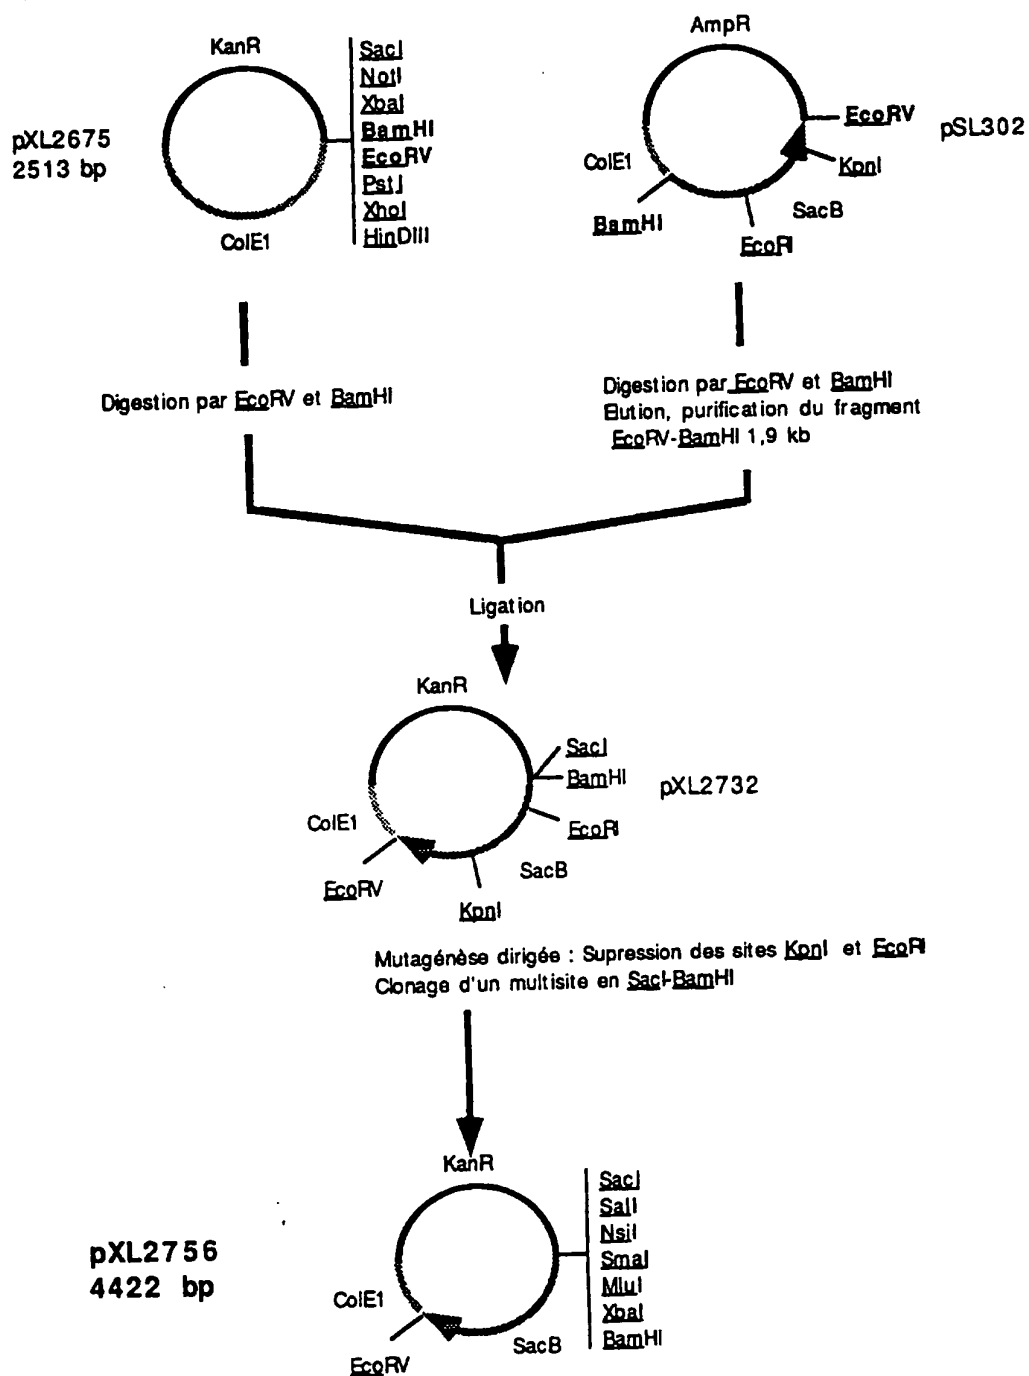 KanR
SacI
NotI
XbaI
BamHI
EcoRV
PstI
XhoI
HinDIII
pXL2675
2513 bp
ColE1
AmpR
EcoRV
pSL302
KpnI
ColE1
SacB
BamHI
EcoRI
Digestion par EcoRV et BamHI
Digestion par EcoRV et BamHI
Elution, purification du fragment
EcoRV-BamHI 1,9 kb
Ligation
KanR
SacI
BamHI
pXL2732
ColE1
EcoRI
SacB
EcoRV
KpnI
Mutagénèse dirigée : Supression des sites KpnI et EcoRI
Clonage d'un multisite en SacI-BamHI
KanR
SacI
SalI
NsiI
SmaI
MluI
XbaI
BamHI
pXL2756
4422 bp
ColE1
SacB
EcoRV